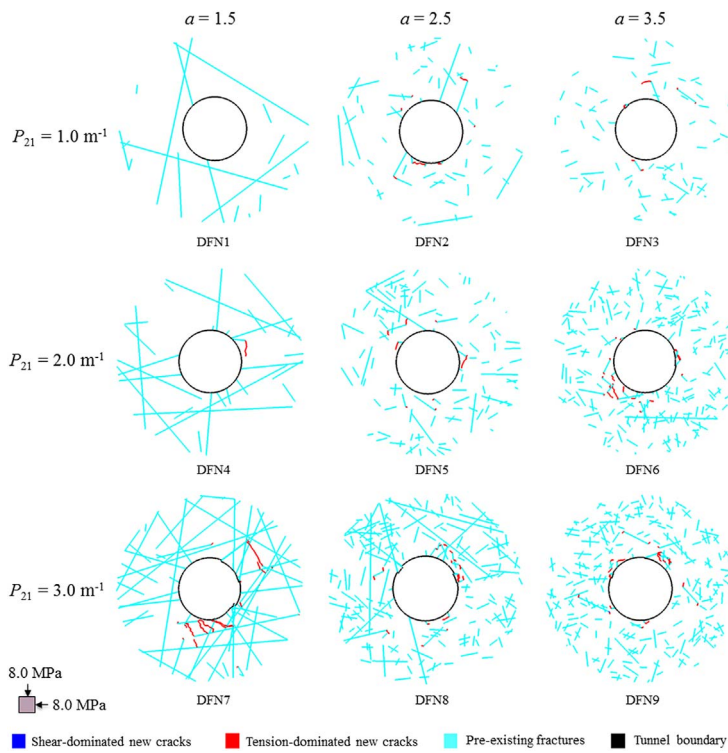 a = 1.5 a = 2.5 a = 3.5
P21 = 1.0 m-1
DFN1 DFN2 DFN3
P21 = 2.0 m-1
DFN4 DFN5 DFN6
P21 = 3.0 m-1
DFN7 DFN8 DFN9
8.0 MPa
8.0 MPa
Shear-dominated new cracks Tension-dominated new cracks Pre-existing fractures Tunnel boundary